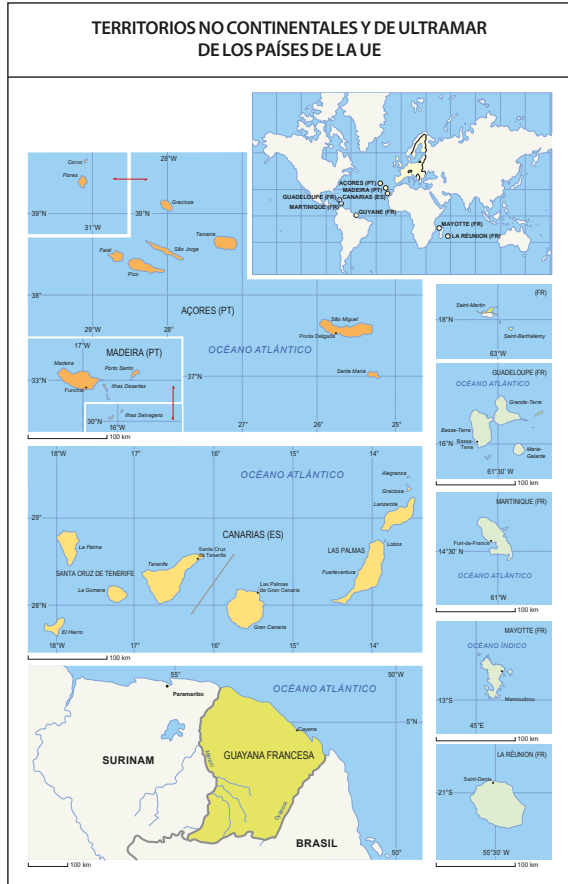 TERRITORIOS NO CONTINENTALES Y DE ULTRAMAR
DE LOS PAÍSES DE LA UE
AÇORES (PT)
MADEIRA (PT)
GUADELOUPE (FR)
CANARIAS (ES)
MARTINIQUE (FR)
GUYANE (FR)
MAYOTTE (FR)
LA RÉUNION (FR)
Corvo
Flores
39°N
31°W
28°W
Graciosa
39°N
Terceira
Faial
São Jorge
Pico
38°
29°W
28°
AÇORES (PT)
São Miguel
Ponta Delgada
OCÉANO ATLÁNTICO
Santa Maria
37°N
27°
26°
25°
17°W
MADEIRA (PT)
Madeira
Porto Santo
33°N
Funchal
Ilhas Desertas
Ilhas Selvagens
30°N
16°W
100 km
(FR)
Saint-Martin
18°N
Saint-Barthélemy
63°W
GUADELOUPE (FR)
OCÉANO ATLÁNTICO
Grande-Terre
Basse-Terre
Basse-
Terre
16°N
Marie-
Galante
61°30' W
100 km
18°W
17°
16°
15°
14°
OCÉANO ATLÁNTICO
Alegranza
Graciosa
Lanzarote
29°
CANARIAS (ES)
Lobos
La Palma
Santa Cruz
de Tenerife
LAS PALMAS
Tenerife
SANTA CRUZ DE TENERIFE
Fuerteventura
La Gomera
Las Palmas
de Gran Canaria
28°N
Gran Canaria
El Hierro
18°W
17°
16°
15°
14°
100 km
MARTINIQUE (FR)
Fort-de-France
14°30' N
OCÉANO ATLÁNTICO
61°W
100 km
MAYOTTE (FR)
OCÉANO ÍNDICO
Mamoudzou
13°S
45°E
100 km
55°
50°W
OCÉANO ATLÁNTICO
Paramaribo
5°N
Cayena
SURINAM
GUAYANA FRANCESA
Maroni
Oyapock
BRASIL
50°
100 km
LA RÉUNION (FR)
Saint-Denis
21°S
55°30' W
100 km